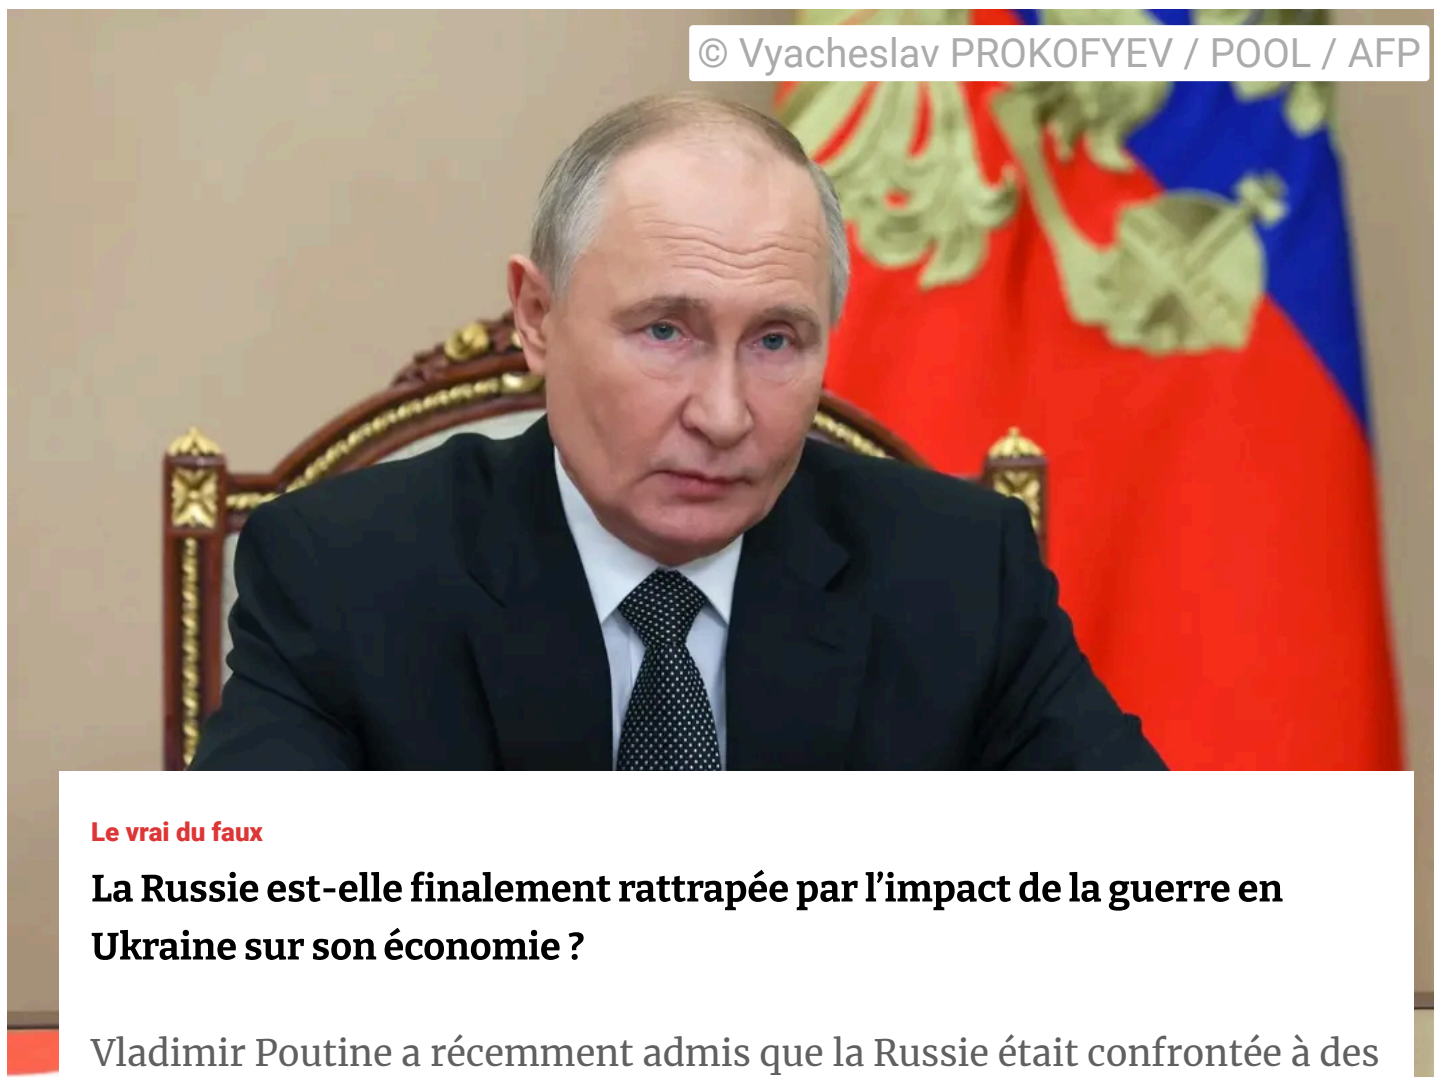 © Vyacheslav PROKOFYEV / POOL / AFP
Le vrai du faux
La Russie est-elle finalement rattrapée par l’impact de la guerre en
Ukraine sur son économie ?
Vladimir Poutine a récemment admis que la Russie était confrontée à des